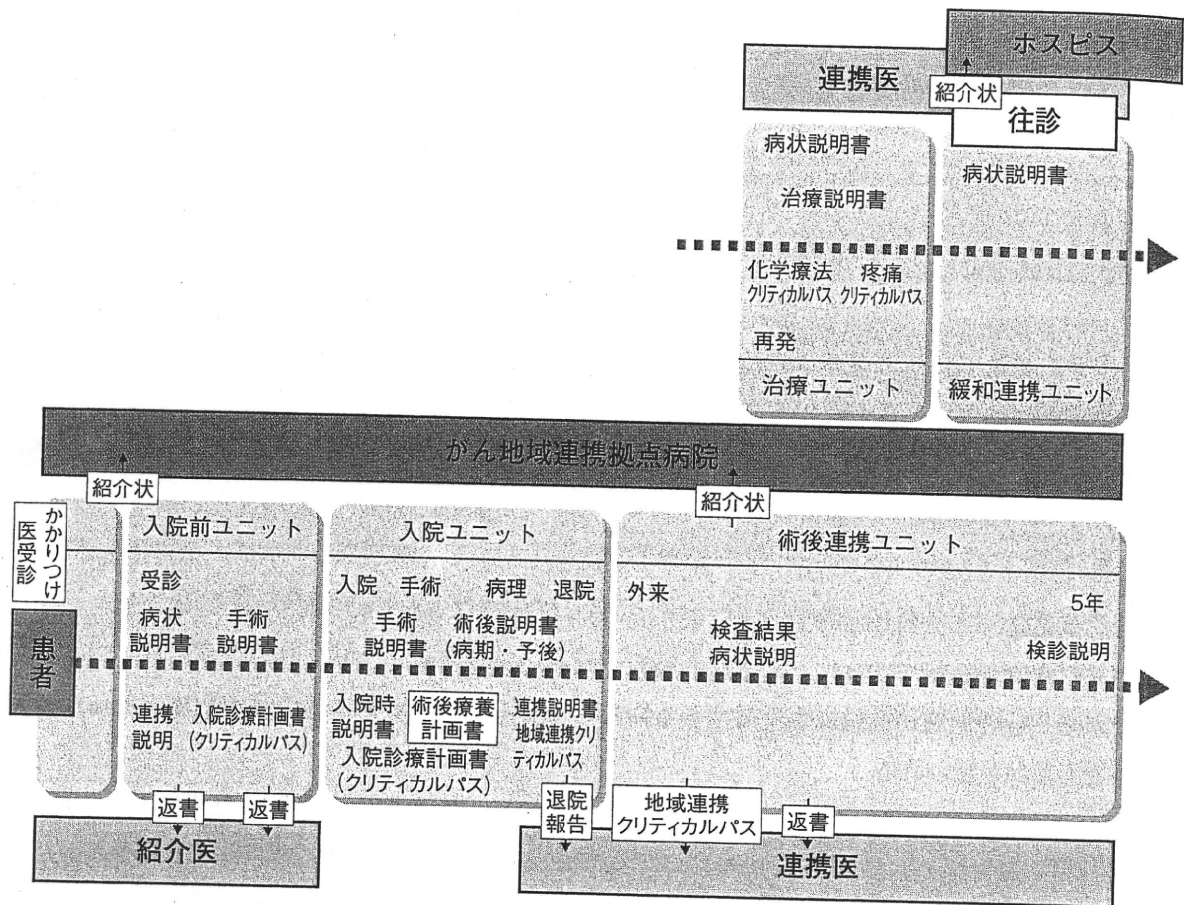 ホスピス
連携医
紹介状
往診
病状説明書
治療説明書
病状説明書
化学療法
クリティカルパス
疼痛
クリティカルパス
再発
治療ユニット
緩和連携ユニット
がん地域連携拠点病院
紹介状
紹介状
かかりつけ
医受診
患者
入院前ユニット
受診
病状
説明書
手術
説明書
連携
説明
入院診療計画書
(クリティカルパス)
入院ユニット
入院 手術 病理 退院
手術
説明書
術後説明書
(病期・予後)
入院時
説明書
術後療養
計画書
連携説明書
地域連携クリ
ティカルパス
入院診療計画書
(クリティカルパス)
術後連携ユニット
外来
5年
検査結果
病状説明
検診説明
返書
返書
紹介医
退院
報告
地域連携
クリティカルパス
返書
連携医